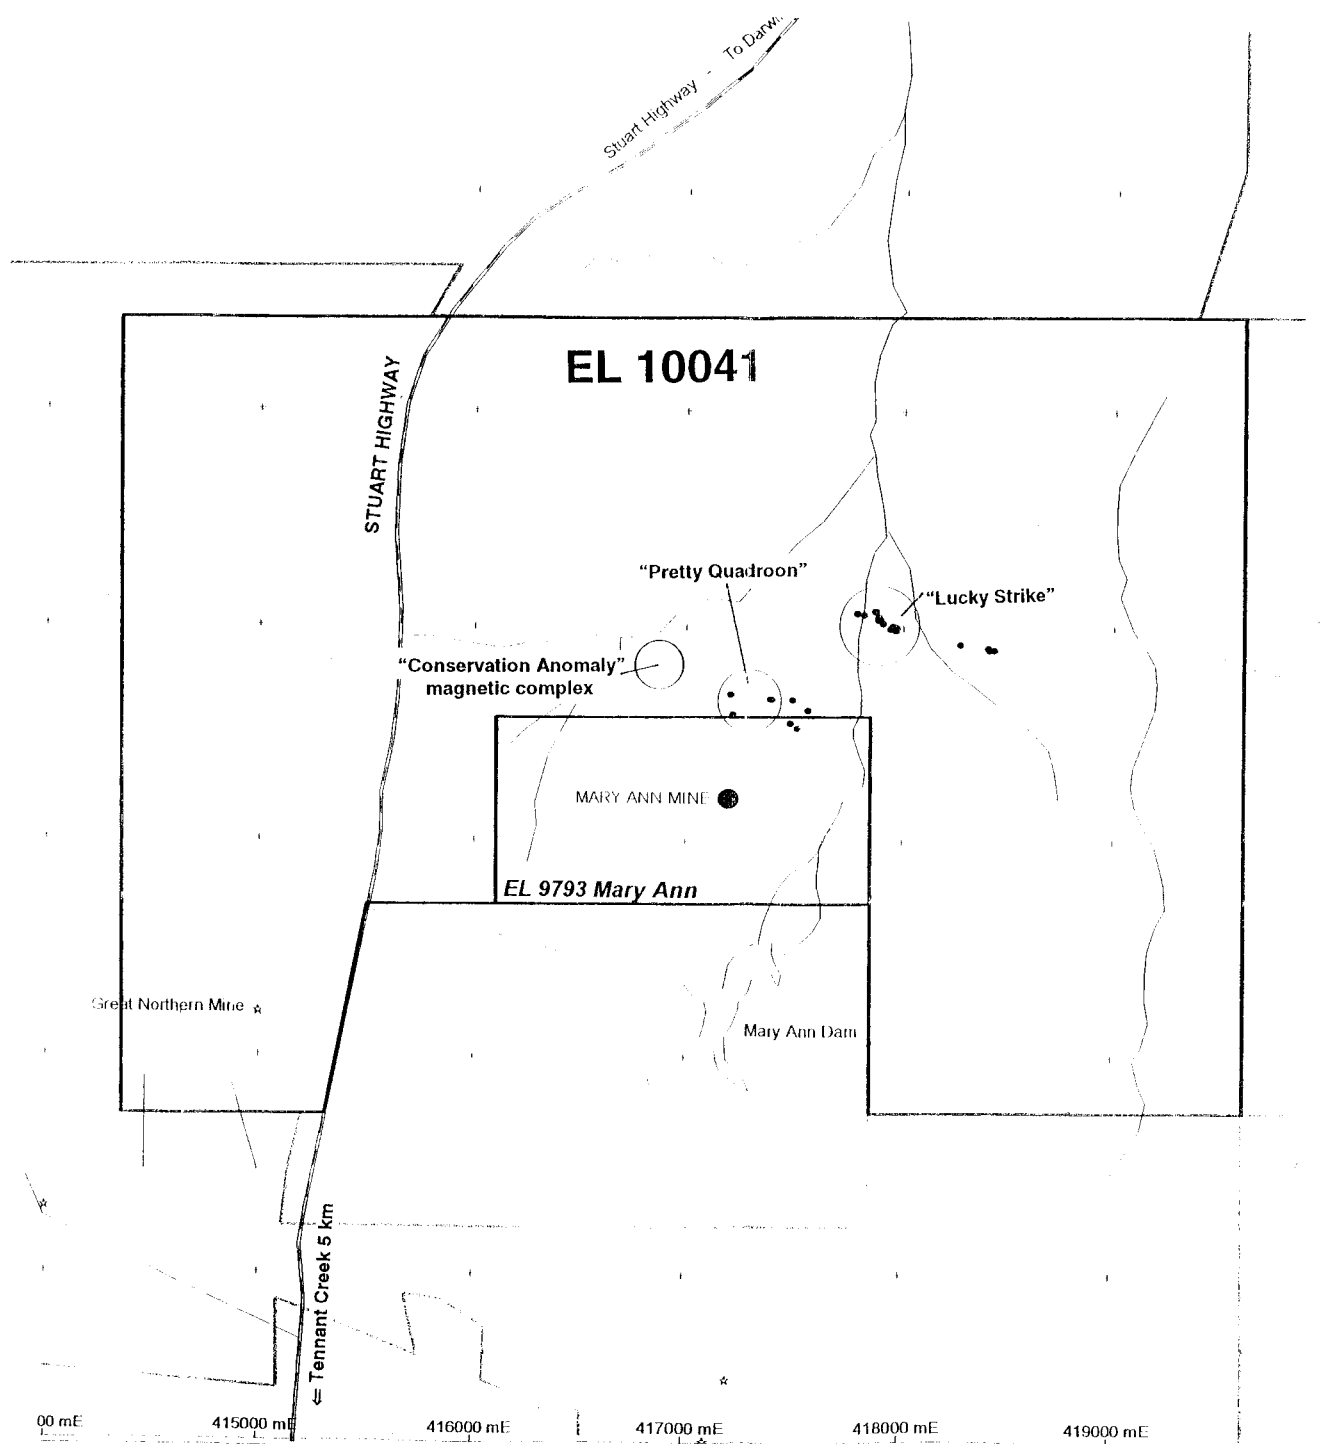 Stuart Highway - To Darwi
EL 10041
STUART HIGHWAY
“Pretty Quadroon”
“Lucky Strike”
“Conservation Anomaly”
magnetic complex
MARY ANN MINE
EL 9793 Mary Ann
Great Northern Mine
Mary Ann Dam
⇐ Tennant Creek 5 km
00 mE
415000 mE
416000 mE
417000 mE
418000 mE
419000 mE